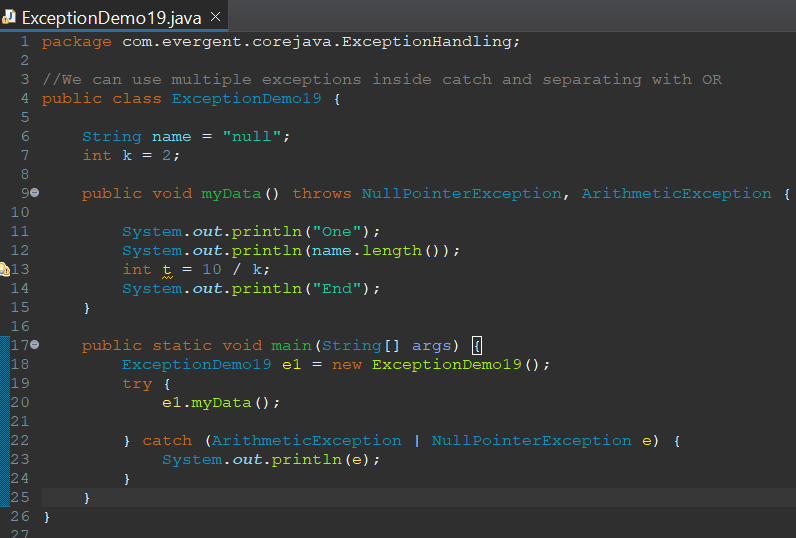 ExceptionDemo19.java ×
1 package com.evergent.corejava.ExceptionHandling;
2
3 //We can use multiple exceptions inside catch and separating with OR
4 public class ExceptionDemo19 {
5
6     String name = "null";
7     int k = 2;
8
9     public void myData() throws NullPointerException, ArithmeticException {
10
11         System.out.println("One");
12         System.out.println(name.length());
13         int t = 10 / k;
14         System.out.println("End");
15     }
16
17     public static void main(String[] args) {
18         ExceptionDemo19 e1 = new ExceptionDemo19();
19         try {
20             e1.myData();
21
22         } catch (ArithmeticException | NullPointerException e) {
23             System.out.println(e);
24         }
25     }
26 }
27